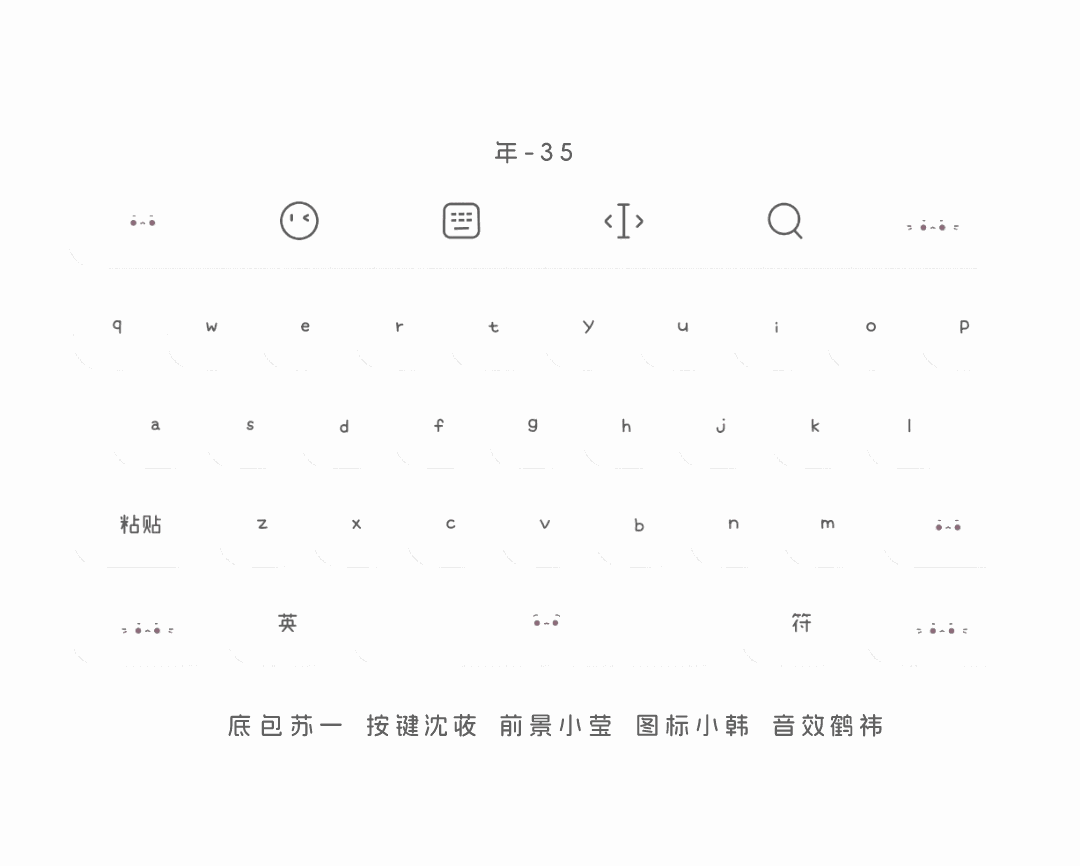 年-35
q w e r t y u i o p
a s d f g h j k l
粘贴 z x c v b n m
英 符
底包苏一 按键沈荍 前景小莹 图标小韩 音效鹤祎